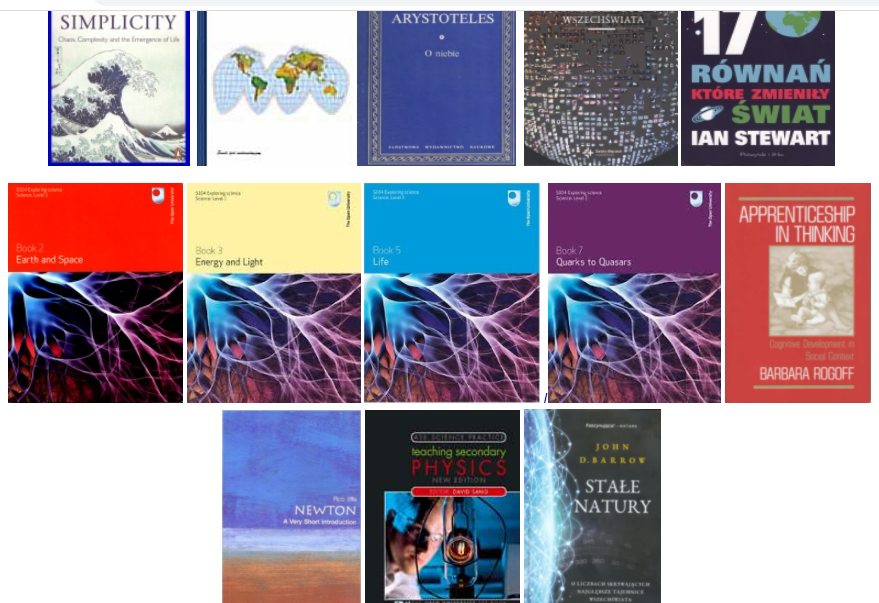 SIMPLICITY
Chaos, Complexity and the Emergence of Life
ARYSTOTELES
O niebie
PAŃSTWOWE WYDAWNICTWO NAUKOWE
WSZECHŚWIATA
17
RÓWNAŃ
KTÓRE ZMIENIŁY
ŚWIAT
IAN STEWART
S104 Exploring science
Science: Level 1
The Open University
Book 2
Earth and Space
S104 Exploring science
Science: Level 1
The Open University
Book 3
Energy and Light
S104 Exploring science
Science: Level 1
The Open University
Book 5
Life
S104 Exploring science
Science: Level 1
The Open University
Book 7
Quarks to Quasars
APPRENTICESHIP
IN THINKING
Cognitive Development in
Social Context
BARBARA ROGOFF
Rob Iliffe
NEWTON
A Very Short Introduction
ASE SCIENCE PRACTICE
teaching secondary
PHYSICS
NEW EDITION
EDITOR: DAVID SANG
JOHN
D. BARROW
STAŁE
NATURY
O LICZBACH SKRYWAJĄCYCH
NAJGŁĘBSZE TAJEMNICE
WSZECHŚWIATA